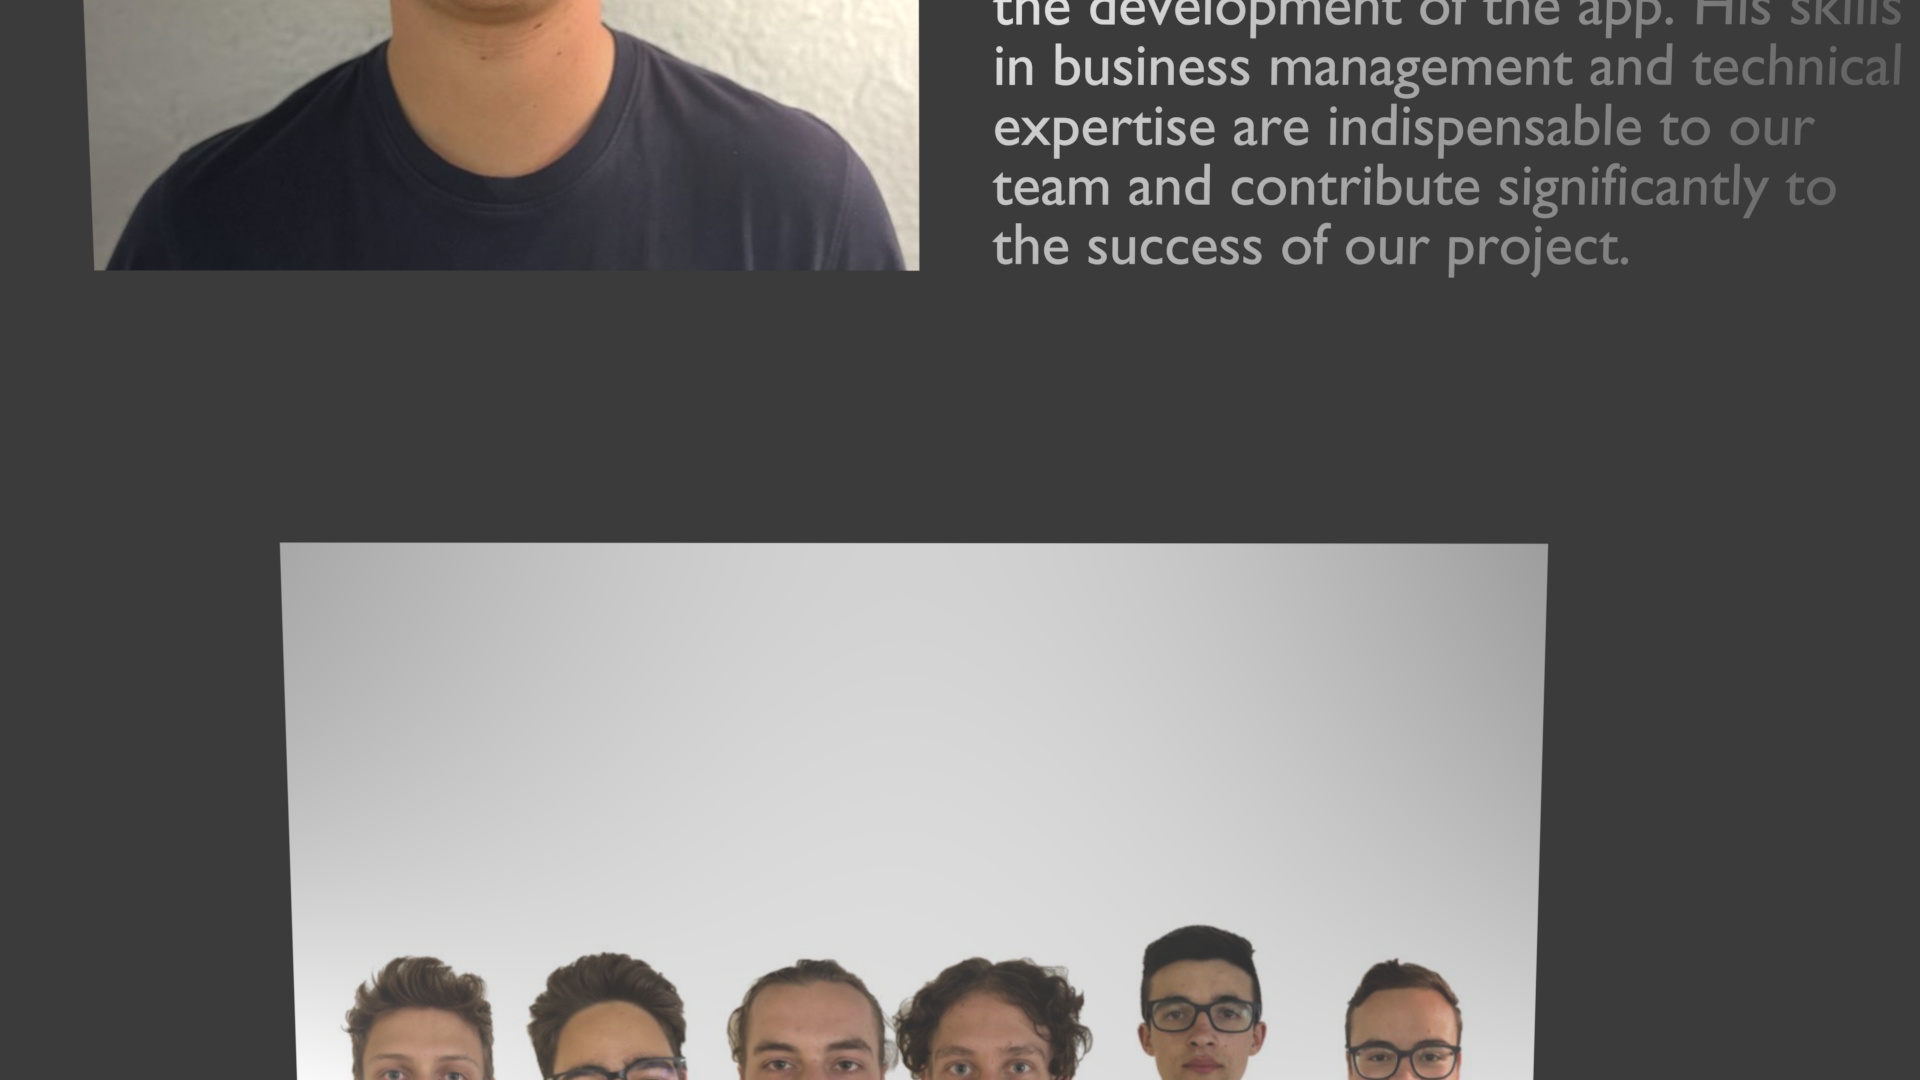 the development of the app. His skills
in business management and technical
expertise are indispensable to our
team and contribute significantly to
the success of our project.